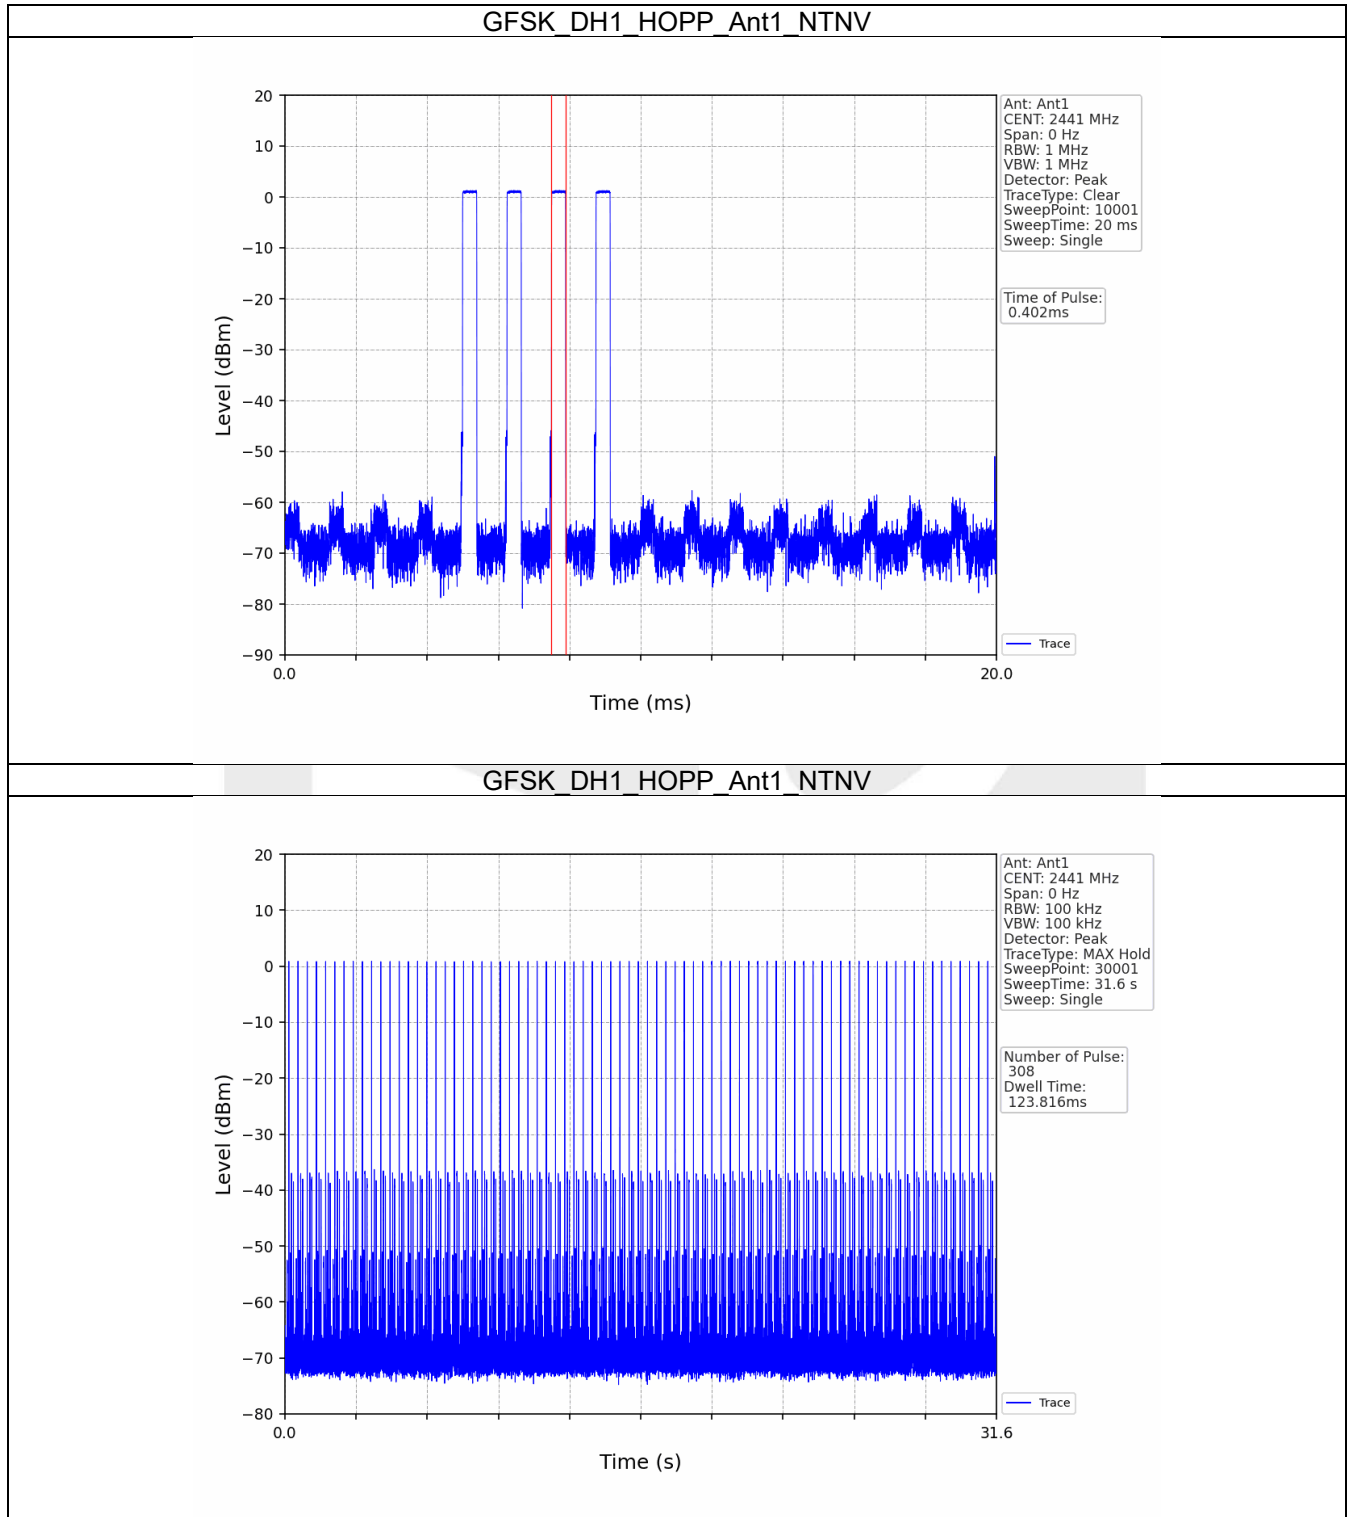 GFSK_DH1_HOPP_Ant1_NTNV
20
10
0
−10
−20
−30
−40
−50
−60
−70
−80
−90
Level (dBm)
0.0
20.0
Time (ms)
Ant: Ant1
CENT: 2441 MHz
Span: 0 Hz
RBW: 1 MHz
VBW: 1 MHz
Detector: Peak
TraceType: Clear
SweepPoint: 10001
SweepTime: 20 ms
Sweep: Single
Time of Pulse:
0.402ms
Trace
GFSK_DH1_HOPP_Ant1_NTNV
20
10
0
−10
−20
−30
−40
−50
−60
−70
−80
Level (dBm)
0.0
31.6
Time (s)
Ant: Ant1
CENT: 2441 MHz
Span: 0 Hz
RBW: 100 kHz
VBW: 100 kHz
Detector: Peak
TraceType: MAX Hold
SweepPoint: 30001
SweepTime: 31.6 s
Sweep: Single
Number of Pulse:
308
Dwell Time:
123.816ms
Trace